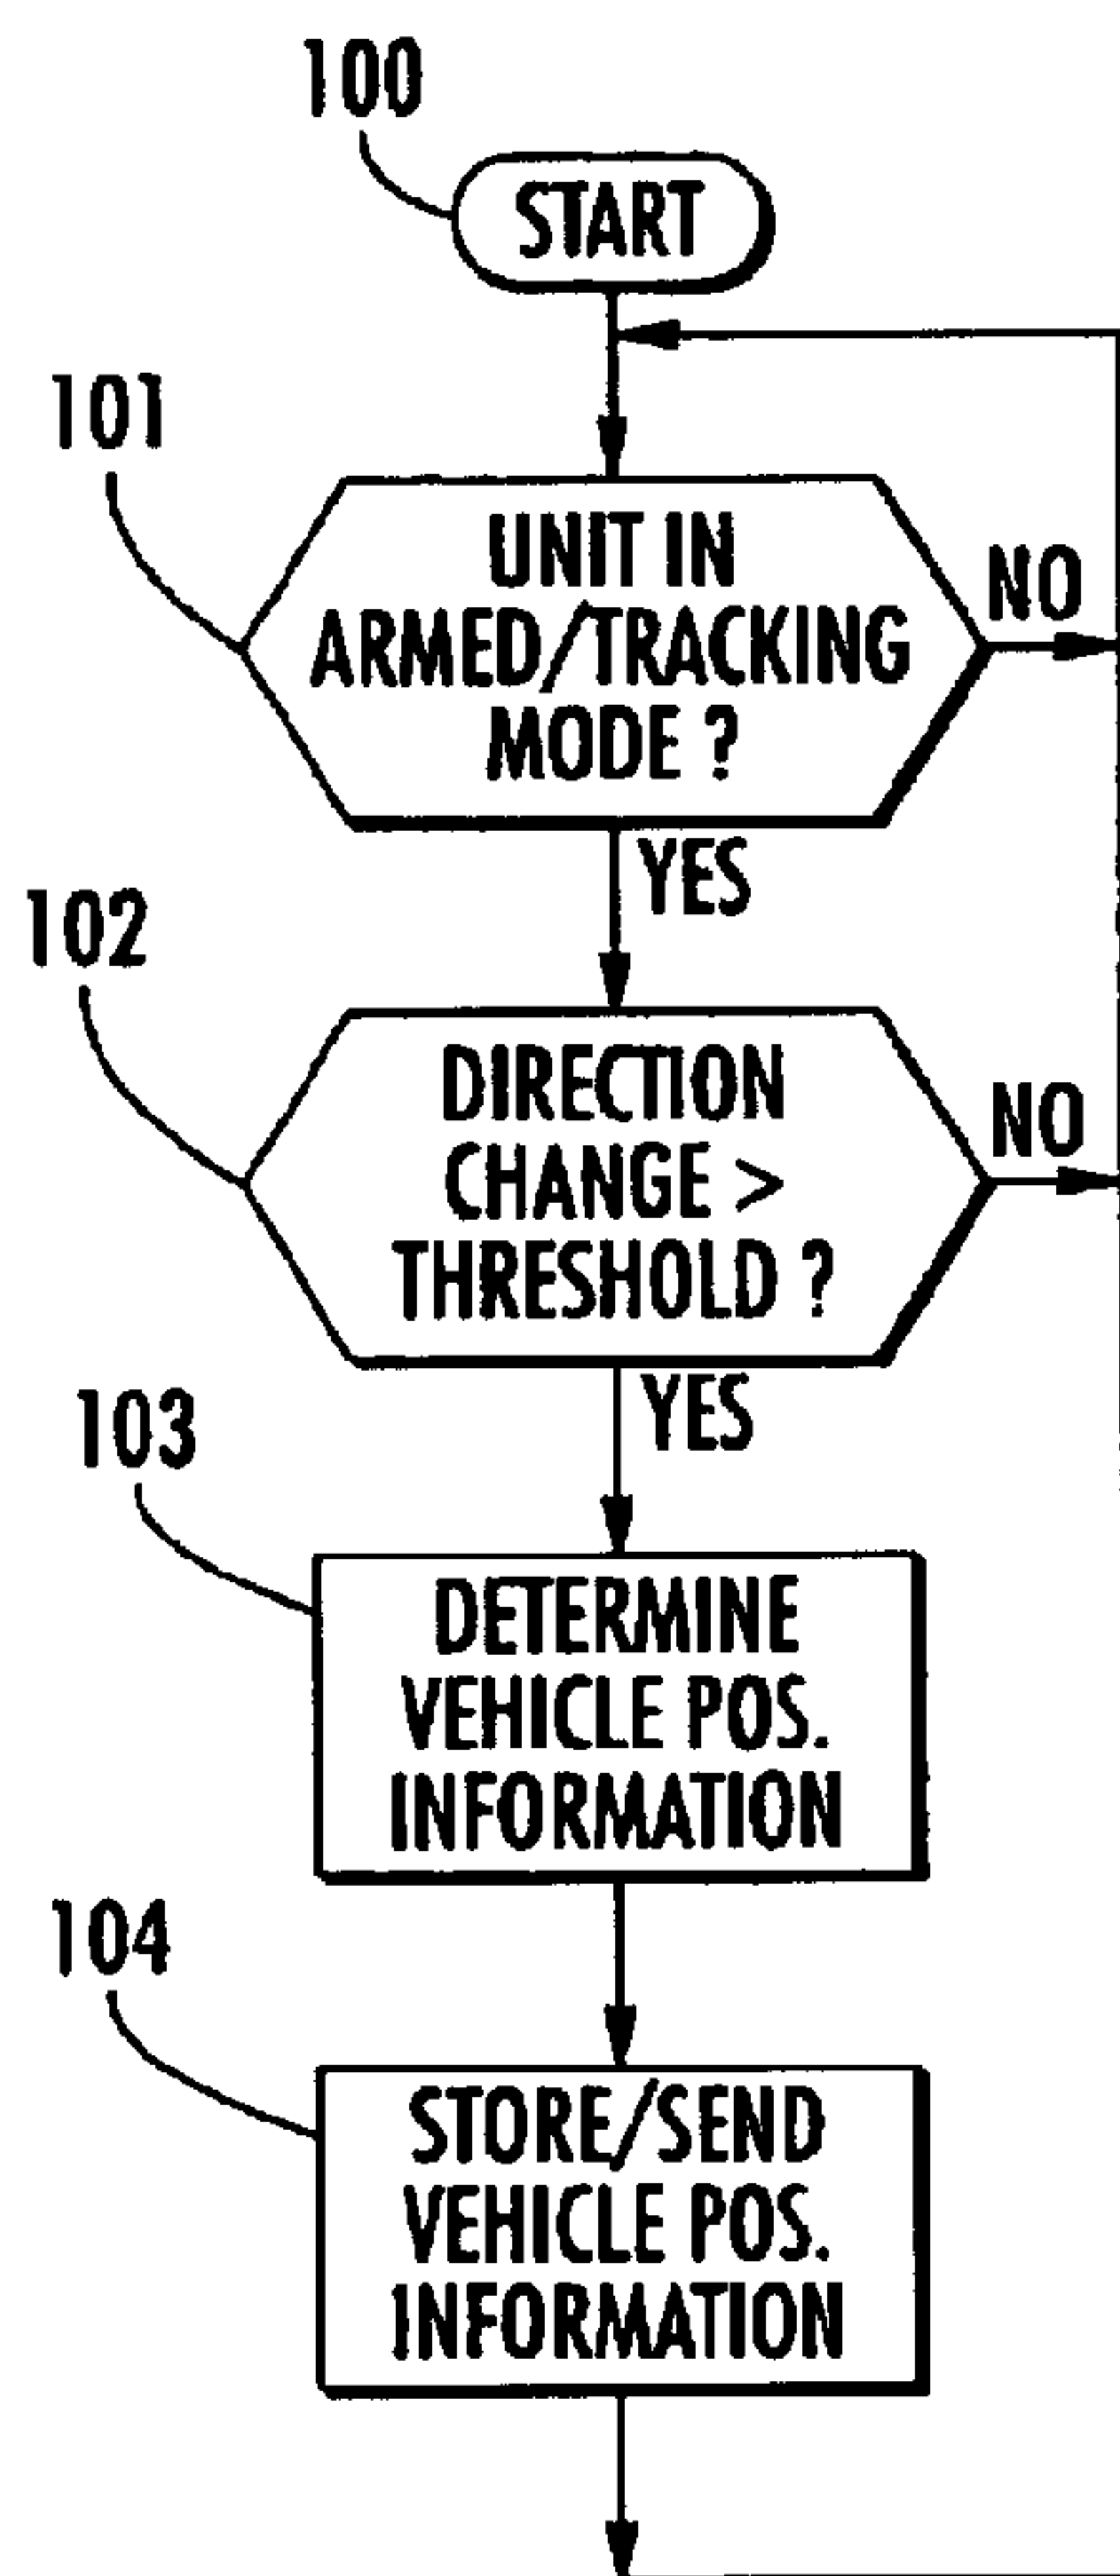 100
START
101
UNIT IN
ARMED/TRACKING
MODE ?
NO
YES
102
DIRECTION
CHANGE >
THRESHOLD ?
NO
YES
103
DETERMINE
VEHICLE POS.
INFORMATION
104
STORE/SEND
VEHICLE POS.
INFORMATION